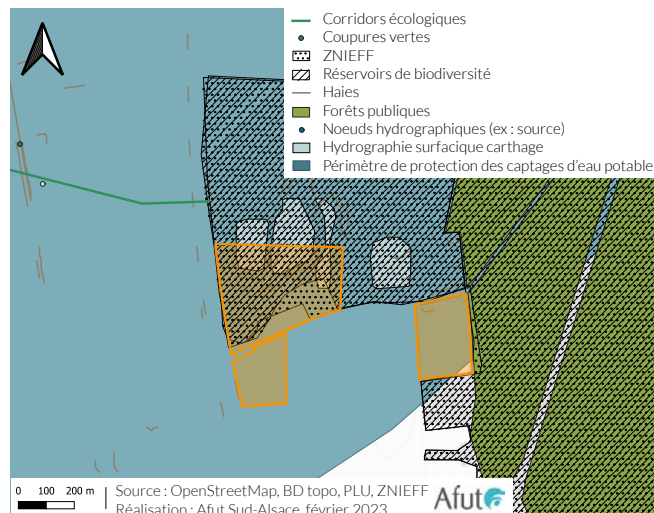 Corridors écologiques
Coupures vertes
ZNIEFF
Réservoirs de biodiversité
Haies
Forêts publiques
Noeuds hydrographiques (ex : source)
Hydrographie surfacique carthage
Périmètre de protection des captages d'eau potable
0 100 200 m
Source : OpenStreetMap, BD topo, PLU, ZNIEFF
Réalisation : Afut Sud-Alsace, février 2023
Afut